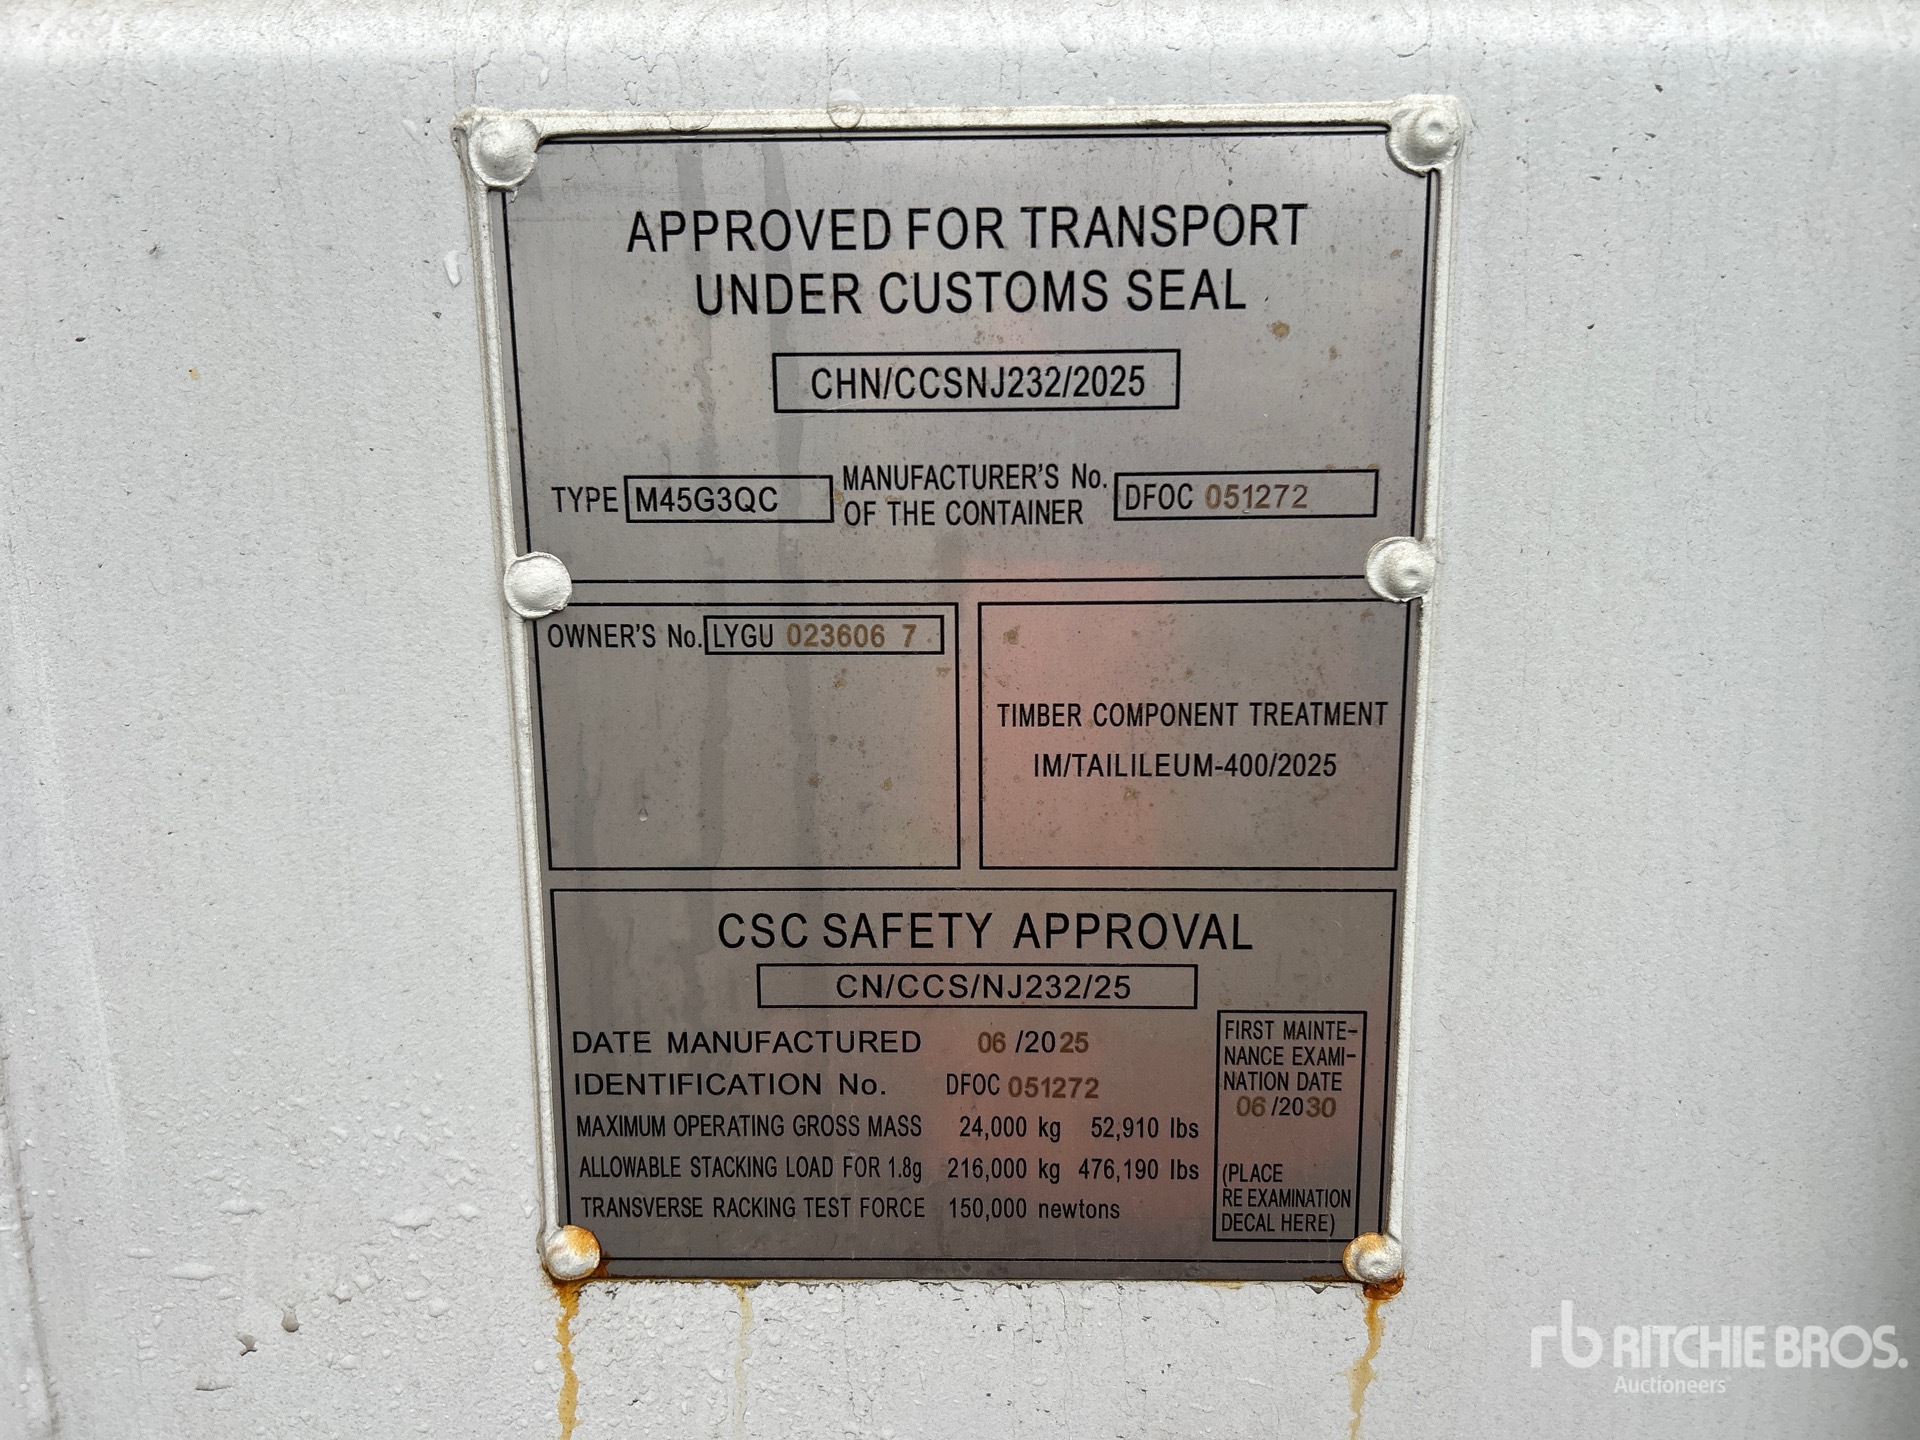 APPROVED FOR TRANSPORT
UNDER CUSTOMS SEAL
CHN/CCSNJ232/2025
TYPE M45G3QC MANUFACTURER'S No. OF THE CONTAINER DFOC 051272
OWNER'S No. LYGU 023606 7
TIMBER COMPONENT TREATMENT
IM/TAILILEUM-400/2025
CSC SAFETY APPROVAL
CN/CCS/NJ232/25
DATE MANUFACTURED 06 /2025
IDENTIFICATION No. DFOC 051272
MAXIMUM OPERATING GROSS MASS 24,000 kg 52,910 lbs
ALLOWABLE STACKING LOAD FOR 1.8g 216,000 kg 476,190 lbs
TRANSVERSE RACKING TEST FORCE 150,000 newtons
FIRST MAINTE-
NANCE EXAMI-
NATION DATE
06 /2030
(PLACE
RE EXAMINATION
DECAL HERE)
rb RITCHIE BROS.
Auctioneers